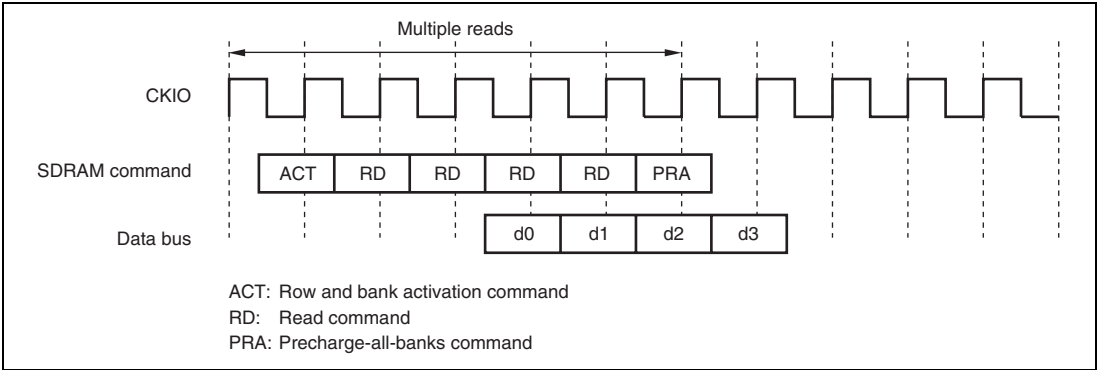 Multiple reads
CKIO
SDRAM command ACT RD RD RD RD PRA
Data bus d0 d1 d2 d3
ACT: Row and bank activation command
RD: Read command
PRA: Precharge-all-banks command